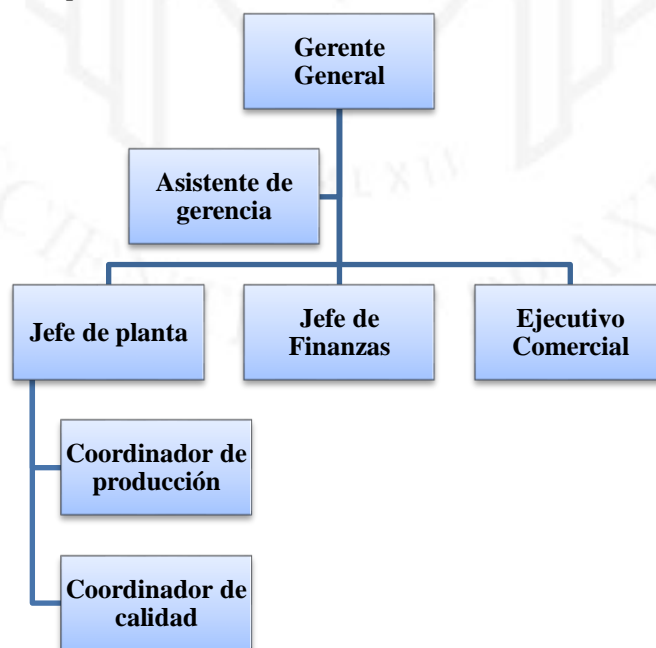 Gerente
General
Asistente de
gerencia
Jefe de planta
Jefe de
Finanzas
Ejecutivo
Comercial
Coordinador de
producción
Coordinador de
calidad